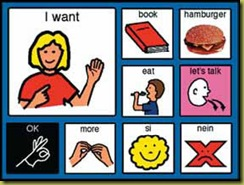 I want
book
hamburger
eat
let's talk
OK
more
si
nein